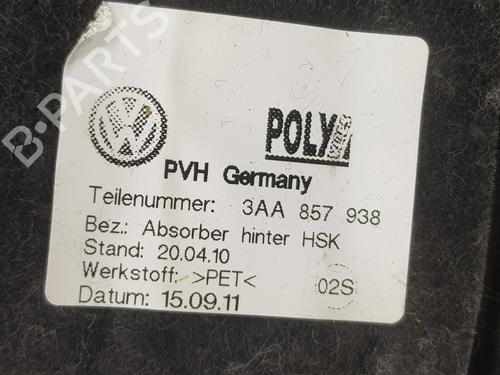 B-PARTS
POLY
PVH Germany
Teilenummer: 3AA 857 938
Bez.: Absorber hinter HSK
Stand: 20.04.10
Werkstoff: >PET< 02S
Datum: 15.09.11